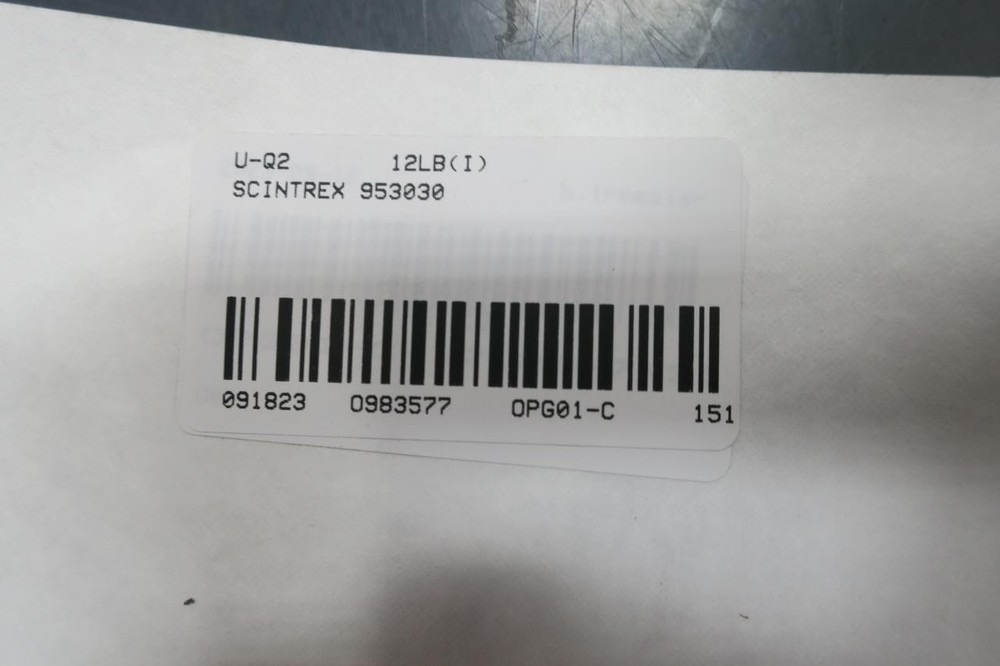 U-Q2 12LB(I)
SCINTREX 953030
091823 0983577 OPG01-C 151